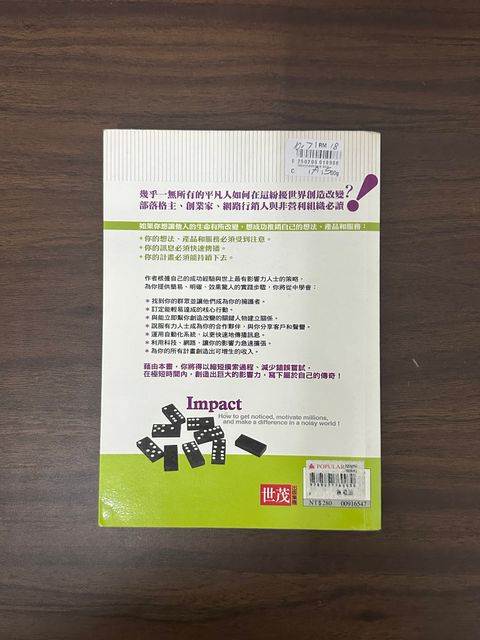 RM 18
幾乎一無所有的平凡人如何在這紛擾世界創造改變?!
部落格主、創業家、網路行銷人與非營利組織必讀
如果你想讓他人的生命有所改變，想成功推銷自己的想法、產品和服務：
+你的想法、產品和服務必須受到注意。
+你的訊息必須快速傳播。
+你的計畫必須能持續下去。
作者根據自己的成功經驗與世上最有影響力人士的策略，
為你提供簡易、明確、效果驚人的實踐步驟，你將從中學會：
*找到你的群眾並讓他們成為你的擁護者。
*訂定能輕易達成的核心行動。
*與能立即幫你創造改變的關鍵人物建立關係。
*說服有力人士成為你的合作夥伴，與你分享客戶和聲譽。
*運用自動化系統，以更快速地傳播訊息。
*利用科技、網路，讓你的影響力急速擴張。
*為你的所有計畫創造出可增生的收入。
藉由本書，你將得以縮短摸索過程、減少錯誤嘗試，
在極短時間內，創造出巨大的影響力，寫下屬於自己的傳奇！
Impact
How to get noticed, motivate millions,
and make a difference in a noisy world !
POPULAR
世茂
出版集團
NT$280 00916547